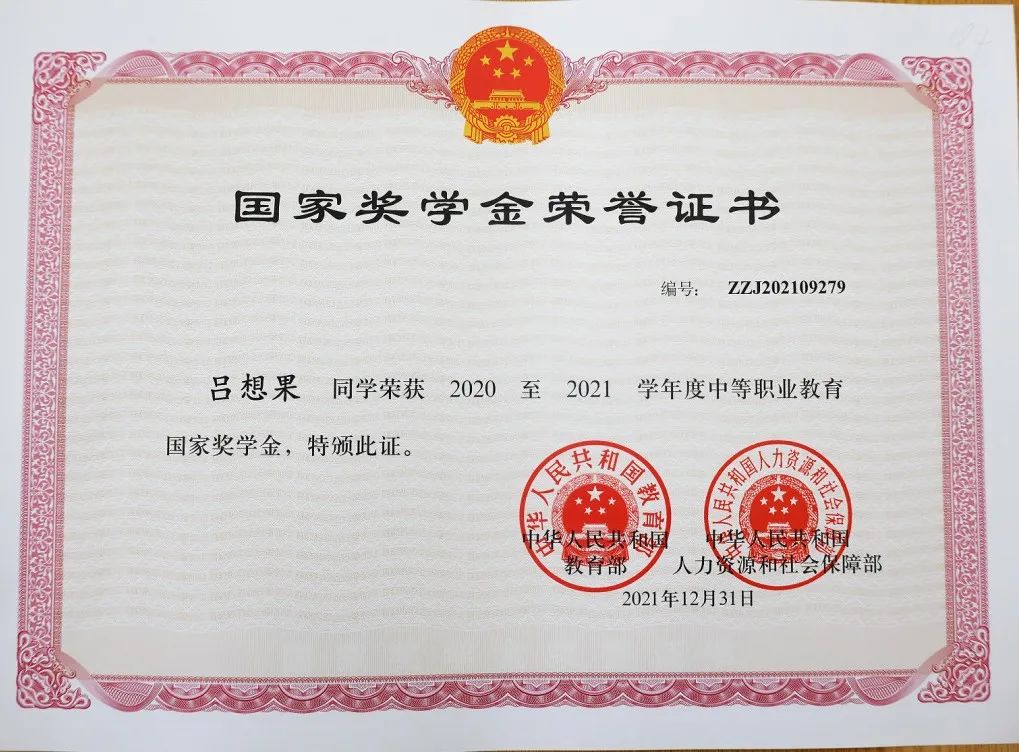 国家奖学金荣誉证书
编号： ZZJ202109279
吕想果 同学荣获 2020 至 2021 学年度中等职业教育
国家奖学金，特颁此证。
中华人民共和国教育部
中华人民共和国人力资源和社会保障部
中华人民共和国 中华人民共和国
教育部 人力资源和社会保障部
2021年12月31日